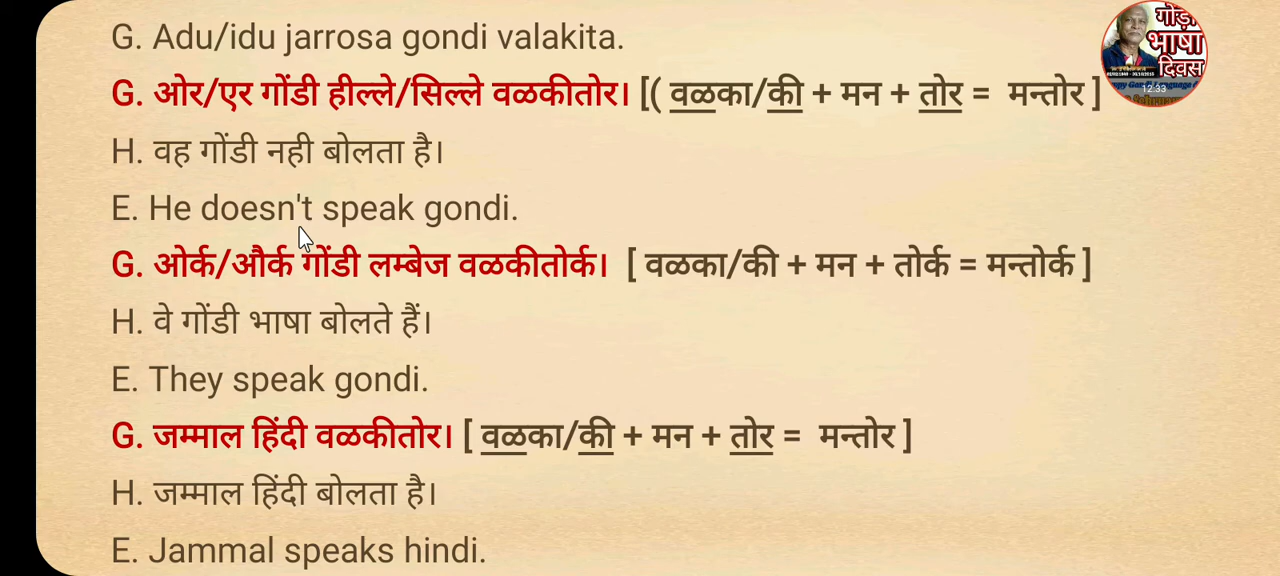 G. Adu/idu jarrosa gondi valakita.
G. ओर/एर गोंडी हील्ले/सिल्ले वळकीतोर। [( वळका/की + मन + तोर = मन्तोर ]
H. वह गोंडी नही बोलता है।
E. He doesn't speak gondi.
G. ओर्क/और्क गोंडी लम्बेज वळकीतोर्क। [ वळका/की + मन + तोर्क = मन्तोर्क ]
H. वे गोंडी भाषा बोलते हैं।
E. They speak gondi.
G. जम्माल हिंदी वळकीतोर। [ वळका/की + मन + तोर = मन्तोर ]
H. जम्माल हिंदी बोलता है।
E. Jammal speaks hindi.
भाषा
दिवस
12:33